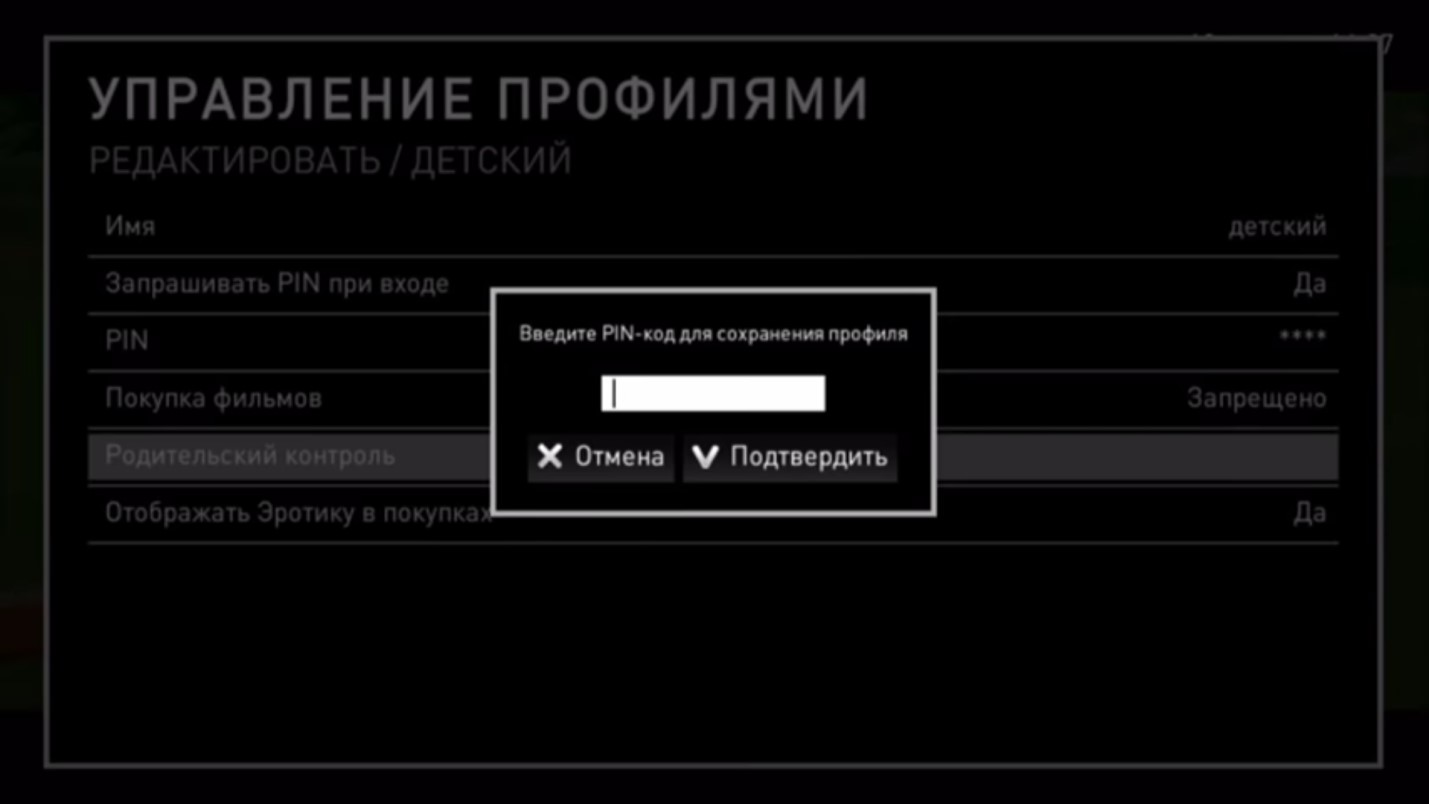 УПРАВЛЕНИЕ ПРОФИЛЯМИ
РЕДАКТИРОВАТЬ / ДЕТСКИЙ
Имя детский
Запрашивать PIN при входе Да
PIN ****
Покупка фильмов Запрещено
Родительский контроль
Отображать Эротику в покупках Да
Введите PIN-код для сохранения профиля
Отмена Подтвердить